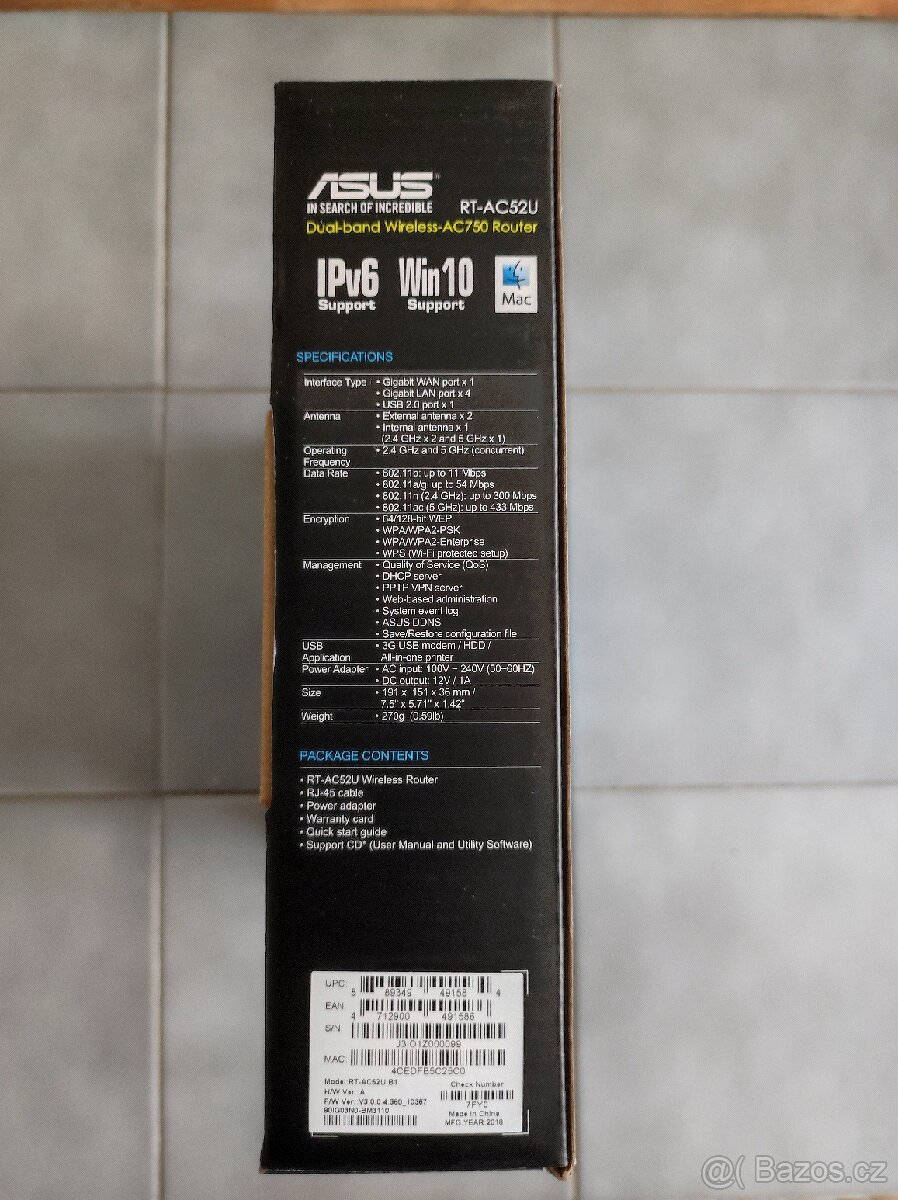 ASUS
IN SEARCH OF INCREDIBLE
RT-AC52U
Dual-band Wireless-AC750 Router
IPv6 Support
Win10 Support
Mac
SPECIFICATIONS
Interface Type • Gigabit WAN port x 1
• Gigabit LAN port x 4
• USB 2.0 port x 1
Antenna • External antenna x 2
• Internal antenna x 1
(2.4 GHz x 2 and 5 GHz x 1)
Operating Frequency • 2.4 GHz and 5 GHz (concurrent)
Data Rate • 802.11b: up to 11 Mbps
• 802.11a/g: up to 54 Mbps
• 802.11n (2.4 GHz): up to 300 Mbps
• 802.11ac (5 GHz): up to 433 Mbps
Encryption • 64/128-bit WEP
• WPA/WPA2-PSK
• WPA/WPA2-Enterprise
• WPS (Wi-Fi protected setup)
Management • Quality of Service (QoS)
• DHCP server
• PPTP VPN server
• Web-based administration
• System event log
• ASUS DDNS
• Save/Restore configuration file
USB Application • 3G USB modem / HDD /
All-in-one printer
Power Adapter • AC input: 100V ~ 240V (50~60HZ)
• DC output: 12V / 1A
Size • 191 x 151 x 36 mm /
7.5" x 5.71" x 1.42"
Weight • 270g (0.59lb)
PACKAGE CONTENTS
• RT-AC52U Wireless Router
• RJ-45 cable
• Power adapter
• Warranty card
• Quick start guide
• Support CD* (User Manual and Utility Software)
UPC:
89349 49158 4
EAN
4 712900 491586
S/N
MAC:
Model: RT-AC52U B1
H/W Ver.: A
Check Number
Made in China
MFG.YEAR 2018
@( Bazos.cz